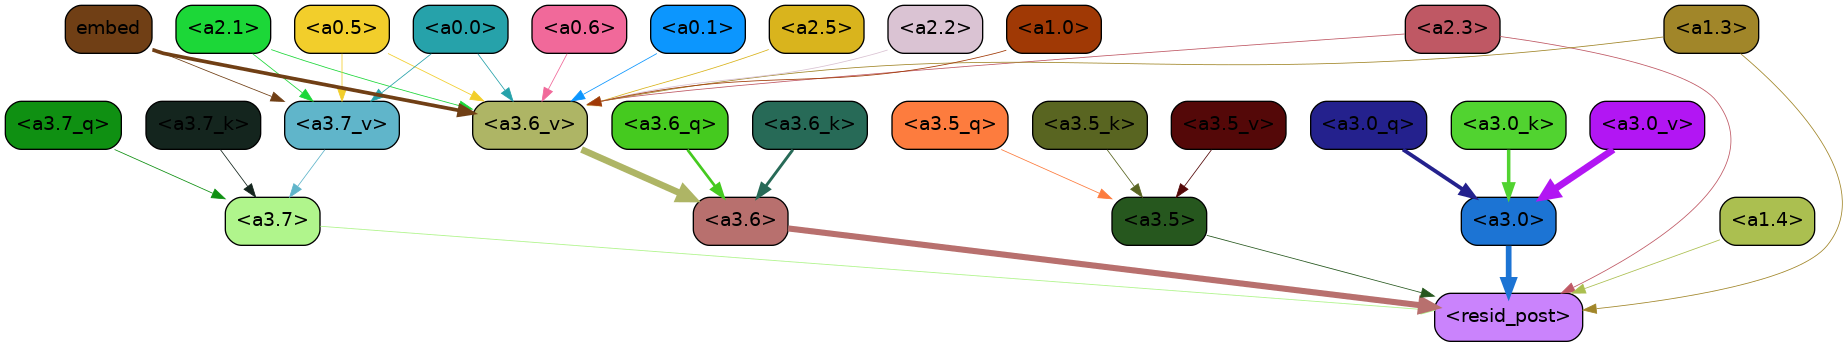 embed <a2.1> <a0.5> <a0.0> <a0.6> <a0.1> <a2.5> <a2.2> <a1.0> <a2.3> <a1.3>
<a3.7_q> <a3.7_k> <a3.7_v> <a3.6_v> <a3.6_q> <a3.6_k> <a3.5_q> <a3.5_k> <a3.5_v> <a3.0_q> <a3.0_k> <a3.0_v>
<a3.7> <a3.6> <a3.5> <a3.0> <a1.4>
<resid_post>